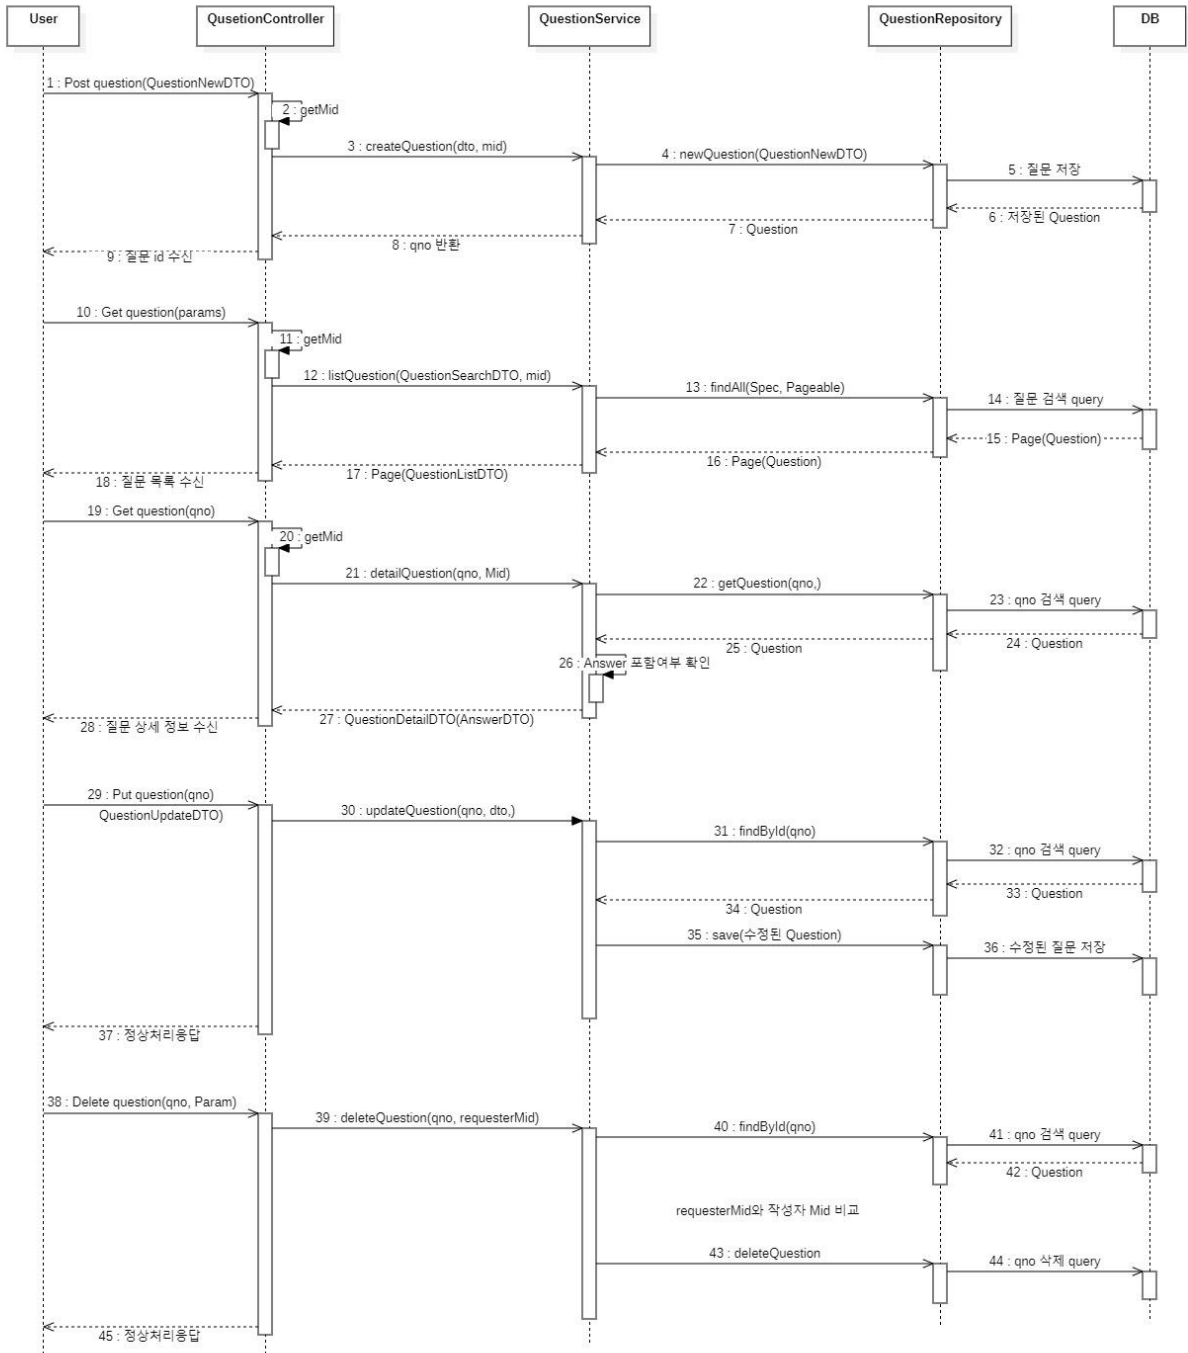 User
QusetionController
QuestionService
QuestionRepository
DB
1 : Post question(QuestionNewDTO)
2 : getMid
3 : createQuestion(dto, mid)
4 : newQuestion(QuestionNewDTO)
5 : 질문 저장
6 : 저장된 Question
7 : Question
8 : qno 반환
9 : 질문 id 수신
10 : Get question(params)
11 : getMid
12 : listQuestion(QuestionSearchDTO, mid)
13 : findAll(Spec, Pageable)
14 : 질문 검색 query
15 : Page(Question)
16 : Page(Question)
17 : Page(QuestionListDTO)
18 : 질문 목록 수신
19 : Get question(qno)
20 : getMid
21 : detailQuestion(qno, Mid)
22 : getQuestion(qno,)
23 : qno 검색 query
24 : Question
25 : Question
26 : Answer 포함여부 확인
27 : QuestionDetailDTO(AnswerDTO)
28 : 질문 상세 정보 수신
29 : Put question(qno)
QuestionUpdateDTO)
30 : updateQuestion(qno, dto,)
31 : findById(qno)
32 : qno 검색 query
33 : Question
34 : Question
35 : save(수정된 Question)
36 : 수정된 질문 저장
37 : 정상처리응답
38 : Delete question(qno, Param)
39 : deleteQuestion(qno, requesterMid)
40 : findById(qno)
41 : qno 검색 query
42 : Question
requesterMid와 작성자 Mid 비교
43 : deleteQuestion
44 : qno 삭제 query
45 : 정상처리응답